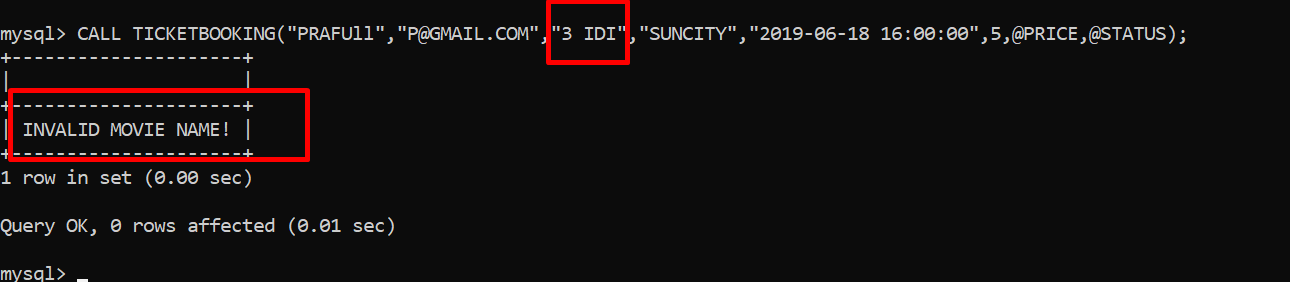 mysql> CALL TICKETBOOKING("PRAFUll","P@GMAIL.COM","3 IDI","SUNCITY","2019-06-18 16:00:00",5,@PRICE,@STATUS);
+---------------------+
|                     |
+---------------------+
| INVALID MOVIE NAME! |
+---------------------+
1 row in set (0.00 sec)
Query OK, 0 rows affected (0.01 sec)
mysql> _